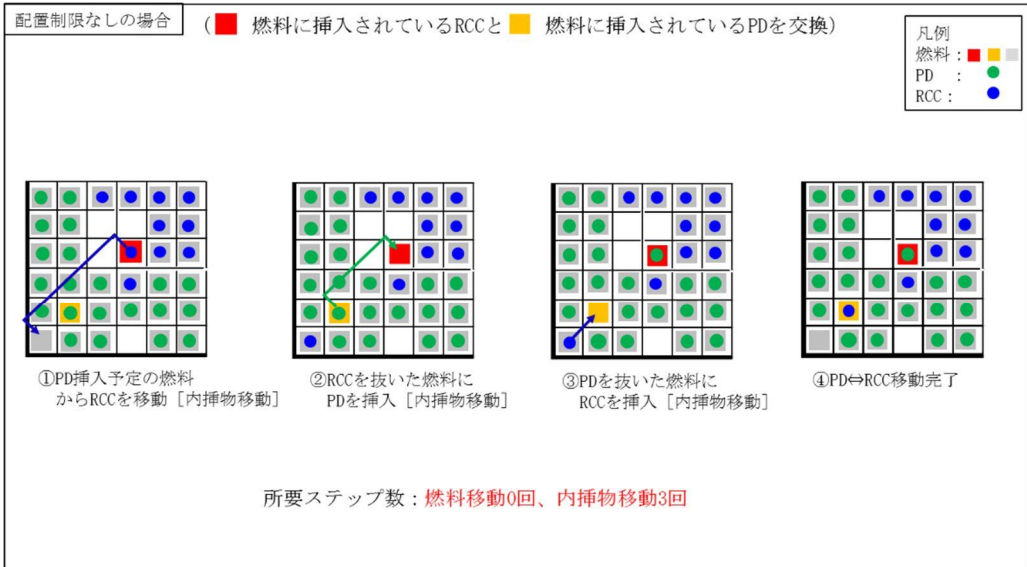 配置制限なしの場合
(■ 燃料に挿入されているRCCと■ 燃料に挿入されているPDを交換)
凡例
燃料：
PD ：
RCC：
①PD挿入予定の燃料
からRCCを移動［内挿物移動］
②RCCを抜いた燃料に
PDを挿入［内挿物移動］
③PDを抜いた燃料に
RCCを挿入［内挿物移動］
④PD⇔RCC移動完了
所要ステップ数：燃料移動0回、内挿物移動3回